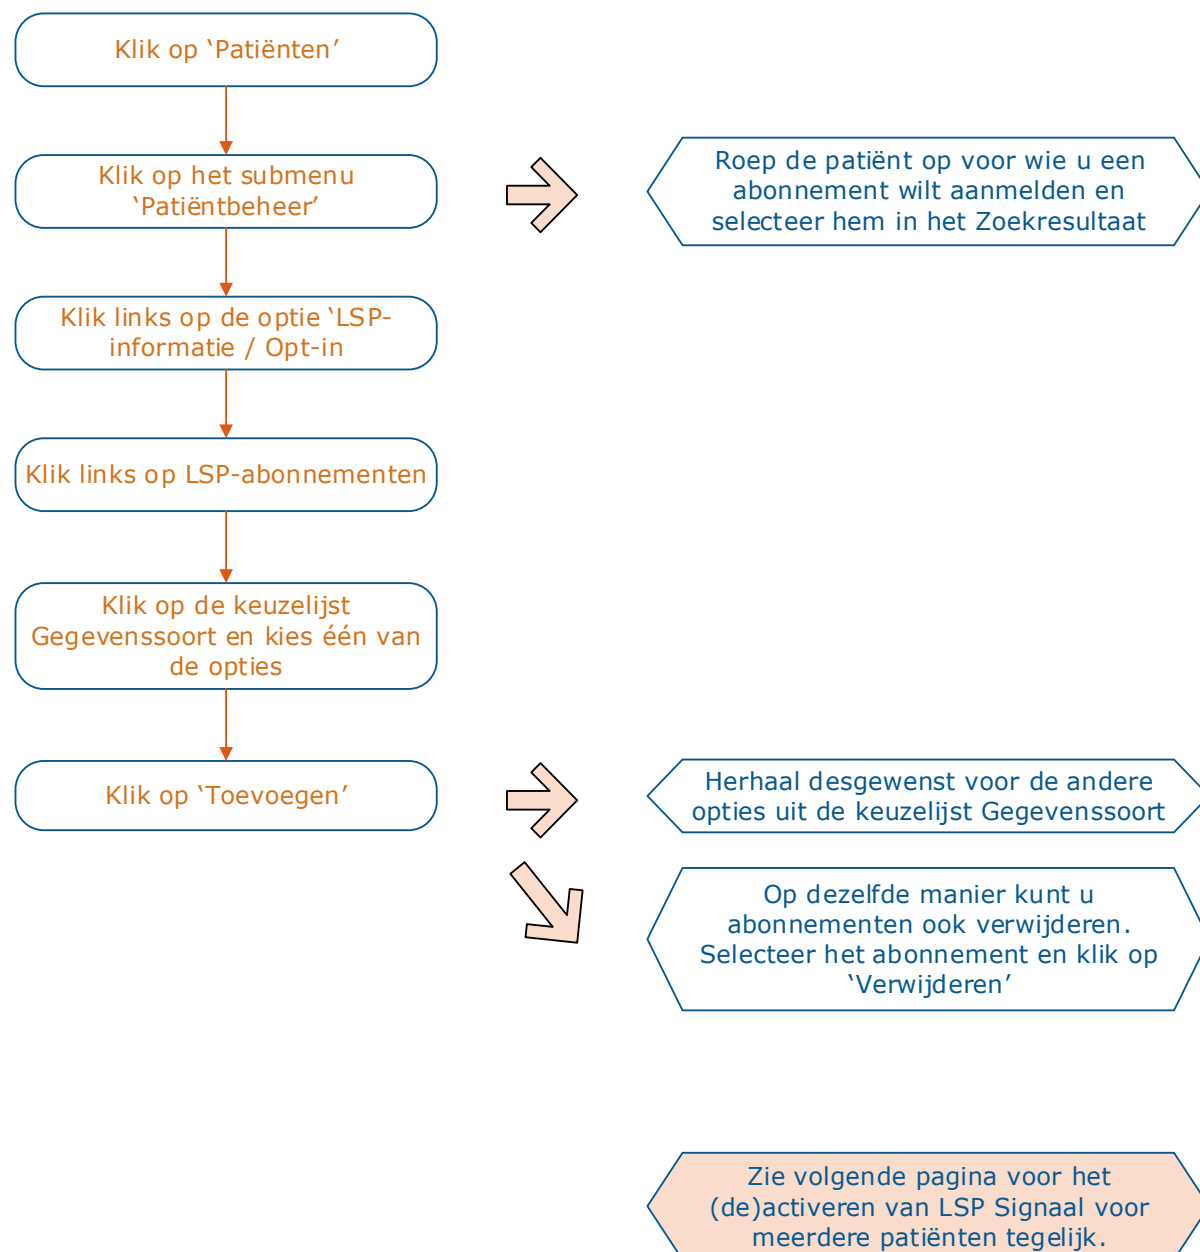 Klik op ‘Patiënten’
Klik op het submenu
‘Patiëntbeheer’
Roep de patiënt op voor wie u een
abonnement wilt aanmelden en
selecteer hem in het Zoekresultaat
Klik links op de optie ‘LSP-
informatie / Opt-in
Klik links op LSP-abonnementen
Klik op de keuzelijst
Gegevenssoort en kies één van
de opties
Klik op ‘Toevoegen’
Herhaal desgewenst voor de andere
opties uit de keuzelijst Gegevenssoort
Op dezelfde manier kunt u
abonnementen ook verwijderen.
Selecteer het abonnement en klik op
‘Verwijderen’
Zie volgende pagina voor het
(de)activeren van LSP Signaal voor
meerdere patiënten tegelijk.